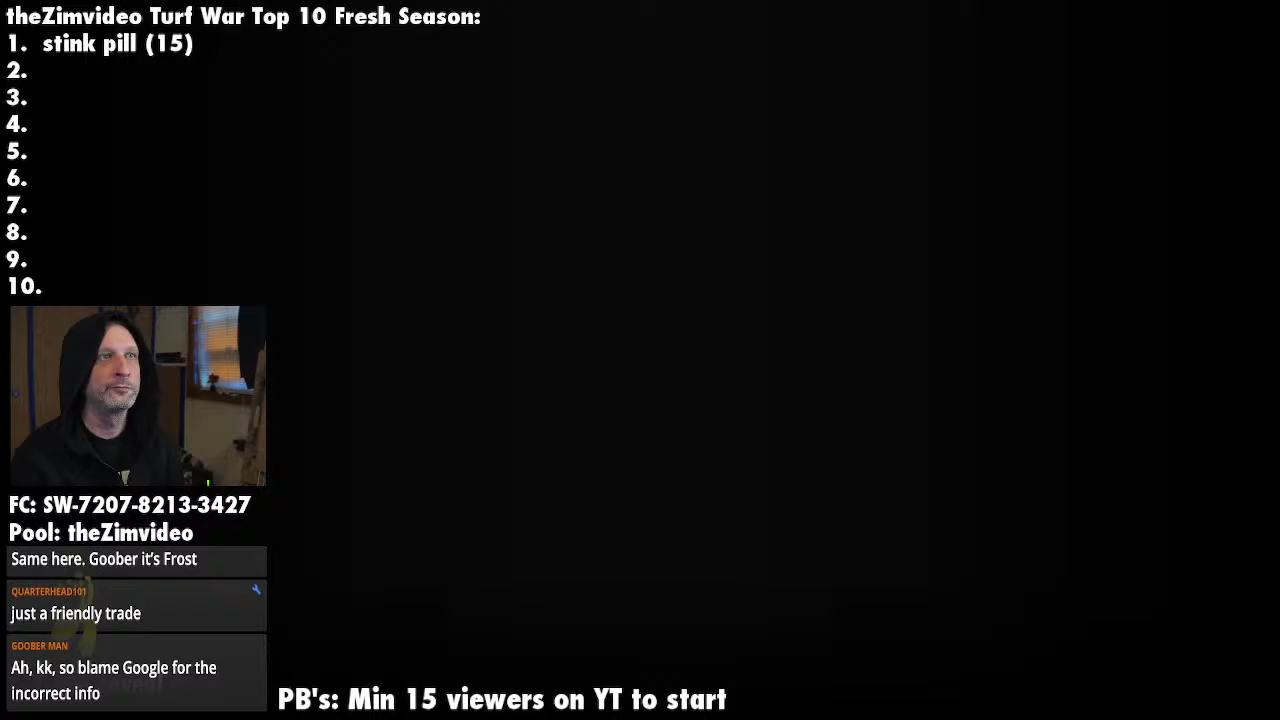 theZimvideo Turf War Top 10 Fresh Season:
1. stink pill (15)
2.
3.
4.
5.
6.
7.
8.
9.
10.
FC: SW-7207-8213-3427
Pool: theZimvideo
Same here. Goober it's Frost
QUARTERHEAD101
just a friendly trade
GOOBER MAN
Ah, kk, so blame Google for the
incorrect info
PB's: Min 15 viewers on YT to start